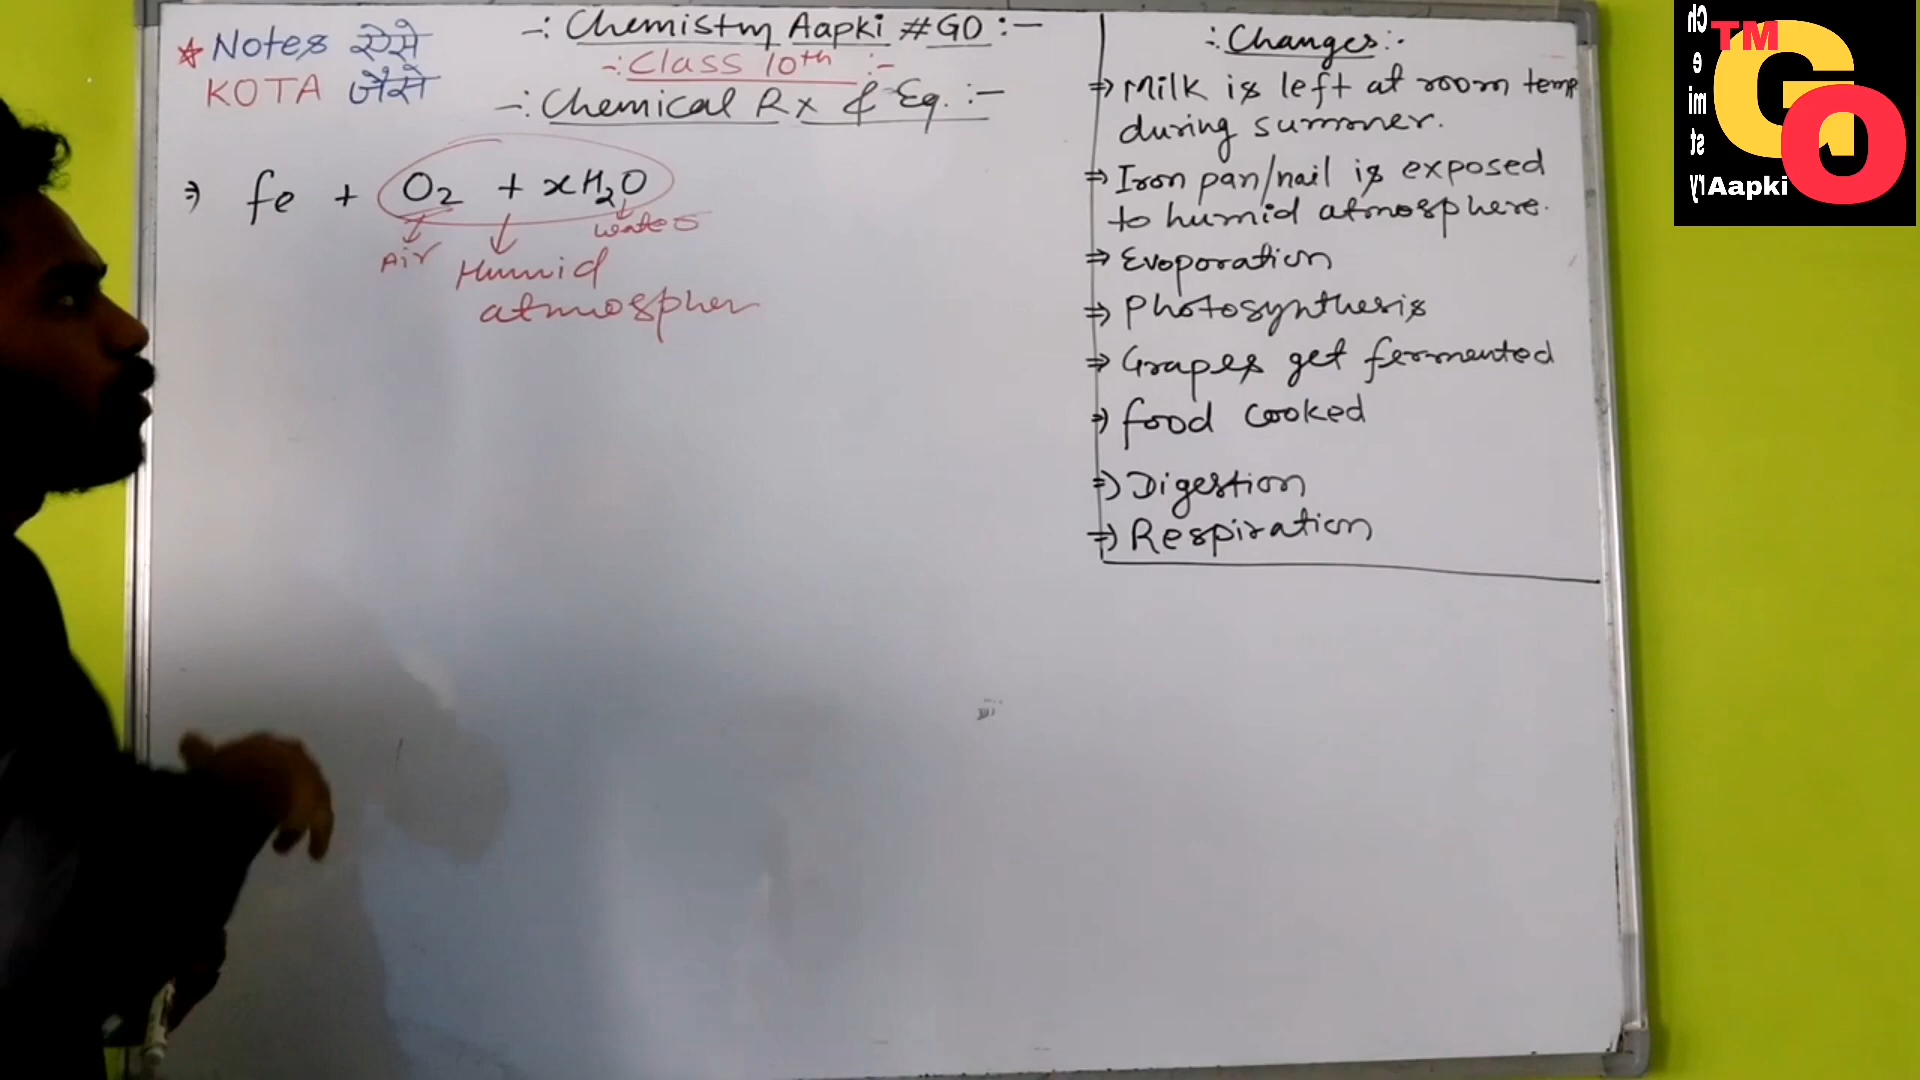 ☆ Notes ऐसे
KOTA जैसे
-: Chemistry Aapki #GO :-
-: Class 10th :-
-: Chemical Rx & Eq. :-
⇒ Fe + O2 + xH2O
Air
water
Humid
atmospher
-: Changes :-
⇒ Milk is left at room temp
during summer.
⇒ Iron pan/nail is exposed
to humid atmosphere.
⇒ Evoporation
⇒ Photosynthesis
⇒ Grapes get fermented
⇒ food cooked
⇒ Digestion
⇒ Respiration
Chemistry
Aapki
TM
GO